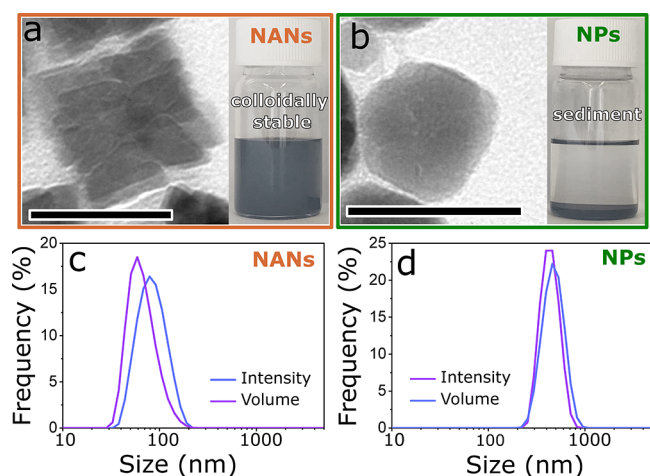 a
NANs
colloidally
stable
b
NPs
sediment
c
NANs
Frequency (%)
20
15
10
5
0
Intensity
Volume
10
100
1000
Size (nm)
d
NPs
Frequency (%)
25
20
15
10
5
0
Intensity
Volume
10
100
1000
Size (nm)